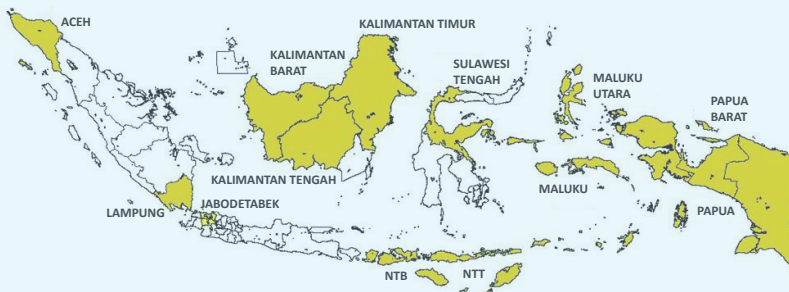 ACEH
KALIMANTAN TIMUR
KALIMANTAN
BARAT
SULAWESI
TENGAH
MALUKU
UTARA
PAPUA
BARAT
KALIMANTAN TENGAH
MALUKU
LAMPUNG
JABODETABEK
PAPUA
NTB
NTT